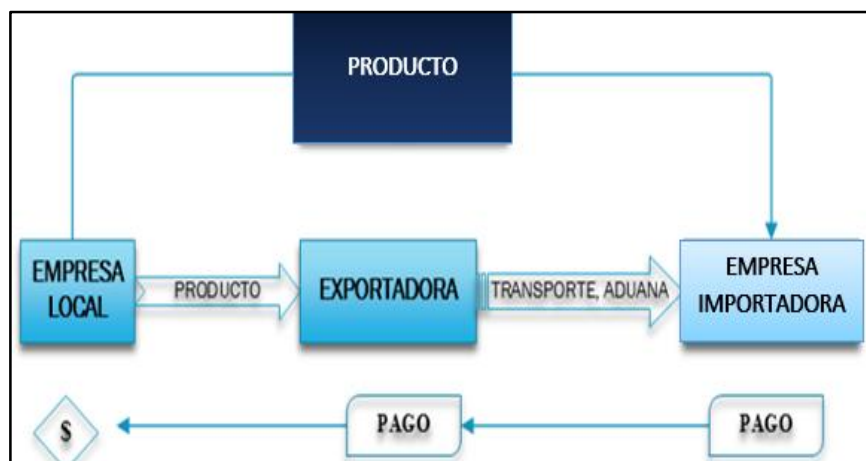 PRODUCTO
EMPRESA
LOCAL
PRODUCTO
EXPORTADORA
TRANSPORTE, ADUANA
EMPRESA
IMPORTADORA
$
PAGO
PAGO